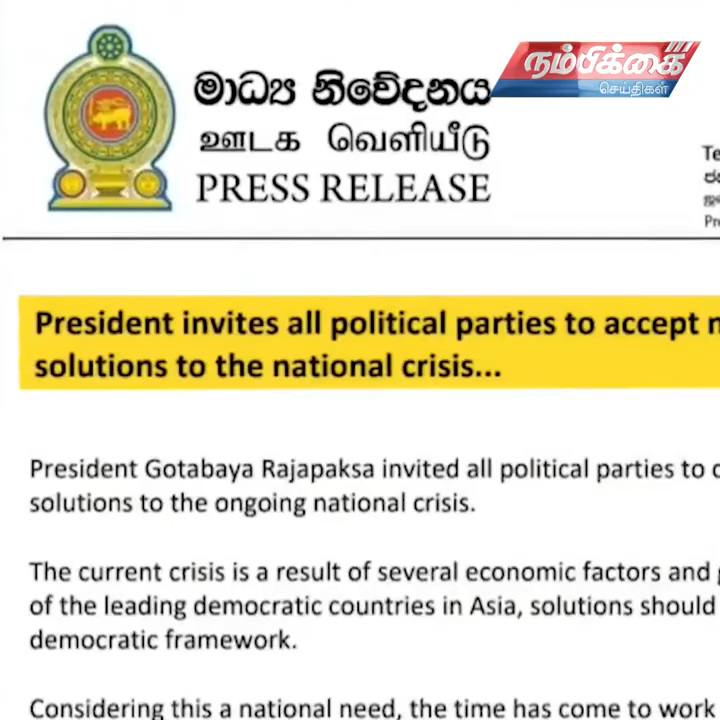 මාධ්‍ය නිවේදනය
ஊடக வெளியீடு
PRESS RELEASE
நம்பிக்கை
செய்திகள்
Te
Pr
President invites all political parties to accept
solutions to the national crisis...
President Gotabaya Rajapaksa invited all political parties to
solutions to the ongoing national crisis.
The current crisis is a result of several economic factors and
of the leading democratic countries in Asia, solutions should
democratic framework.
Considering this a national need, the time has come to work